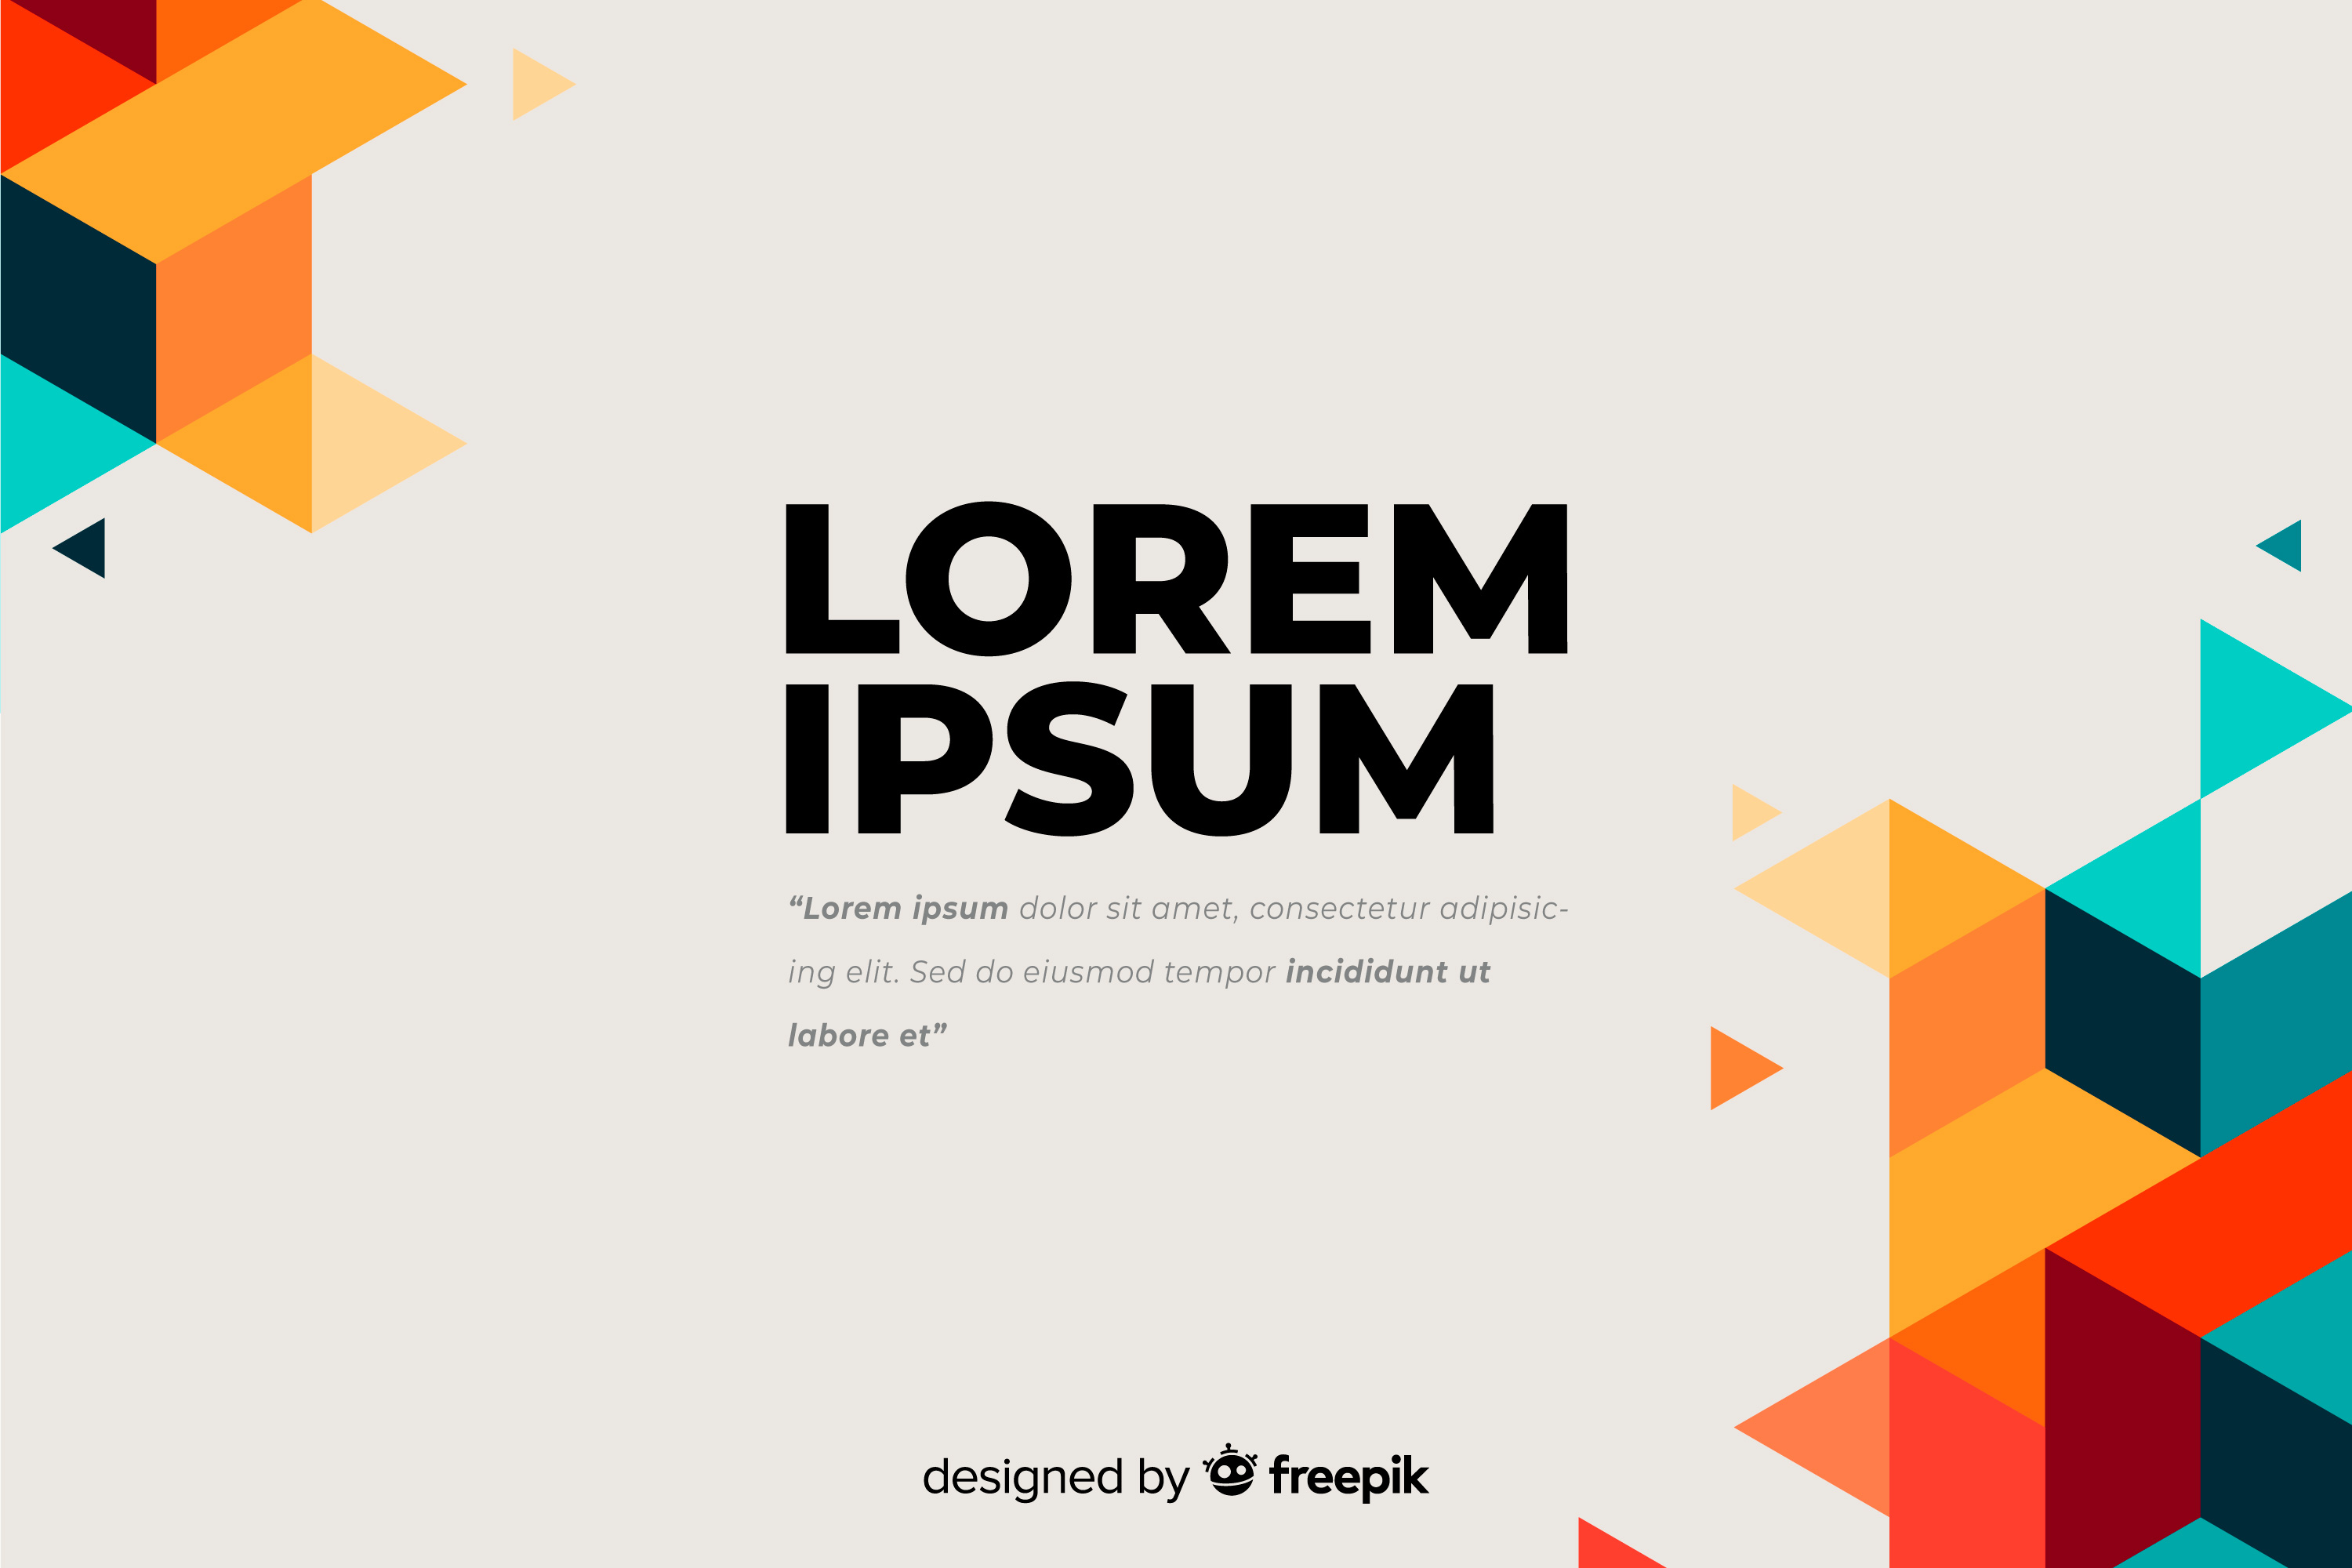 LOREM
IPSUM
“Lorem ipsum dolor sit amet, consectetur adipisic-
ing elit. Sed do eiusmod tempor incididunt ut
labore et”
designed by freepik